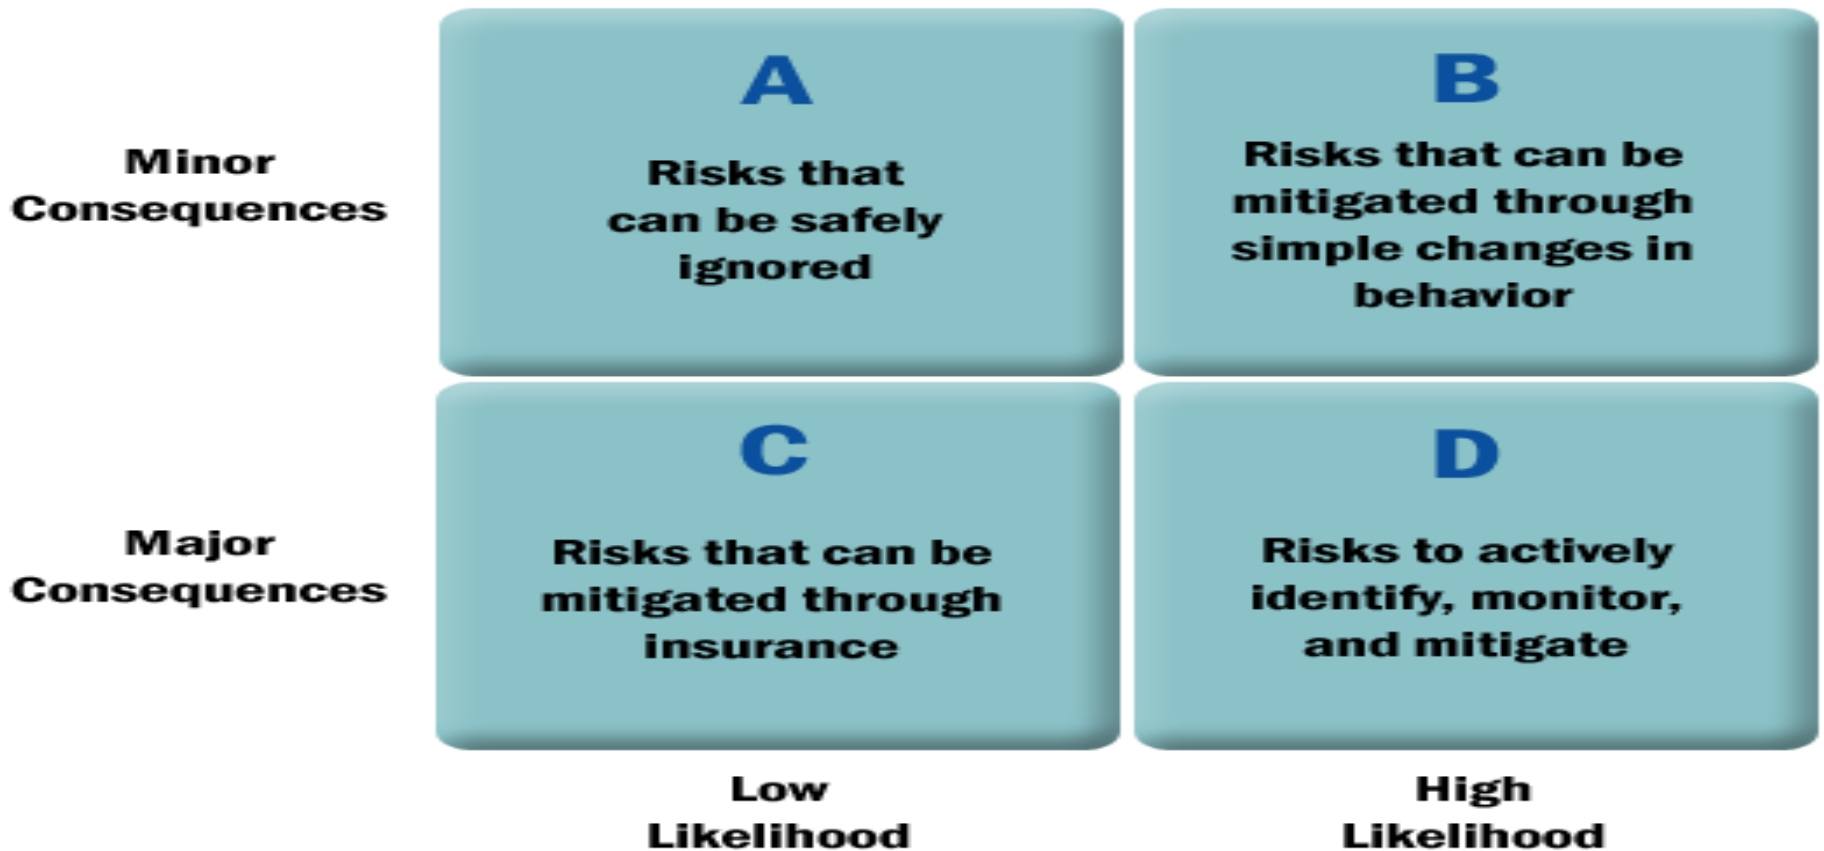 Minor
Consequences
A
Risks that
can be safely
ignored
B
Risks that can be
mitigated through
simple changes in
behavior
Major
Consequences
C
Risks that can be
mitigated through
insurance
D
Risks to actively
identify, monitor,
and mitigate
Low
Likelihood
High
Likelihood